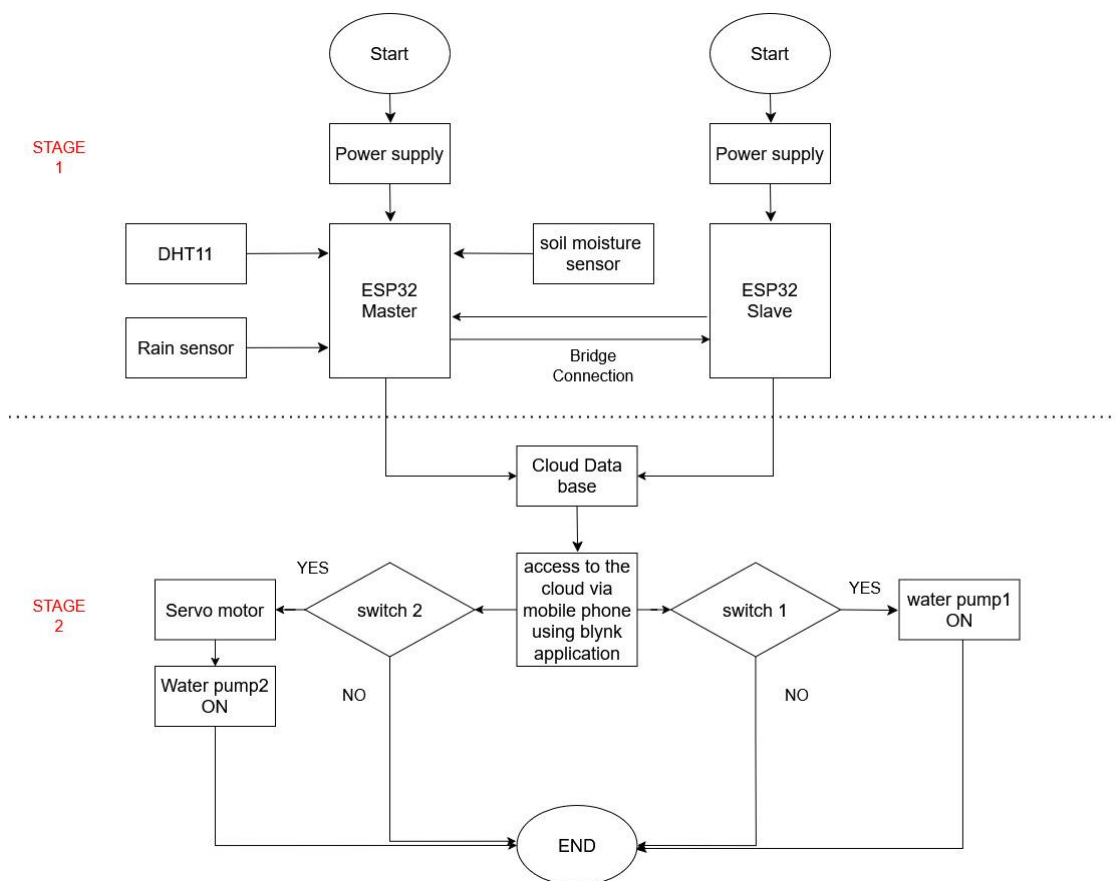 Start
Start
STAGE
1
Power supply
Power supply
DHT11
soil moisture
sensor
ESP32
Master
ESP32
Slave
Rain sensor
Bridge
Connection
Cloud Data
base
STAGE
2
YES
Servo motor
switch 2
access to the
cloud via
mobile phone
using blynk
application
switch 1
YES
water pump1
ON
Water pump2
ON
NO
NO
END